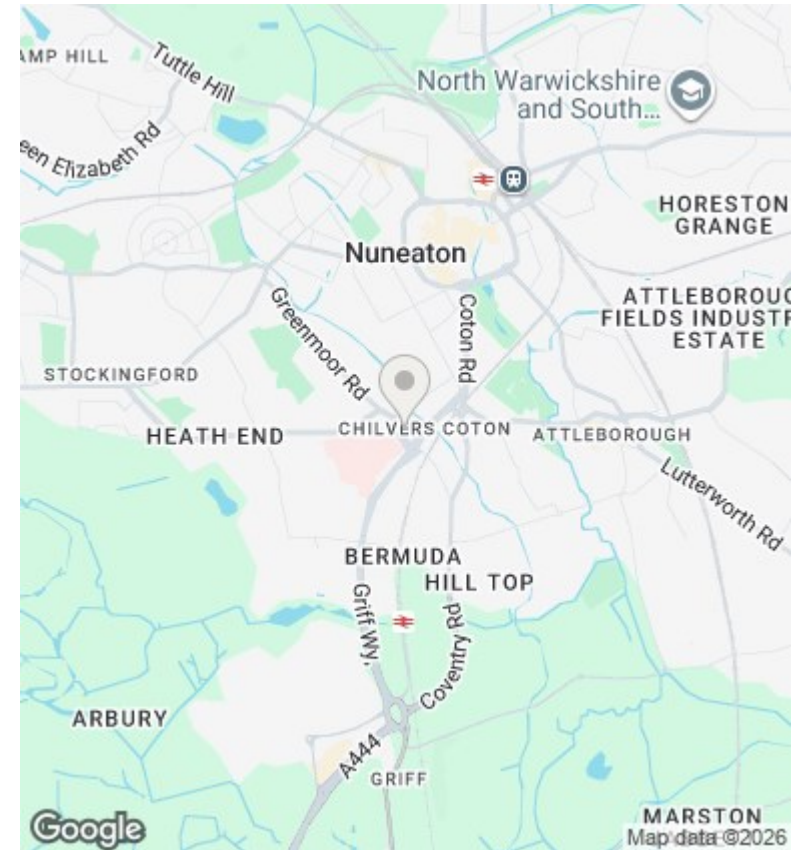 AMP HILL
Tuttle Hill
een Elizabeth Rd
North Warwickshire
and South...
HORESTON
GRANGE
Nuneaton
Coton Rd
ATTLEBOROUG
FIELDS INDUSTR
ESTATE
Greenmoor Rd
STOCKINGFORD
HEATH END
CHILVERS COTON
ATTLEBOROUGH
Lutterworth Rd
BERMUDA
HILL TOP
Griff Wy,
Coventry Rd
ARBURY
A444
GRIFF
MARSTON
Google
Map data ©2026